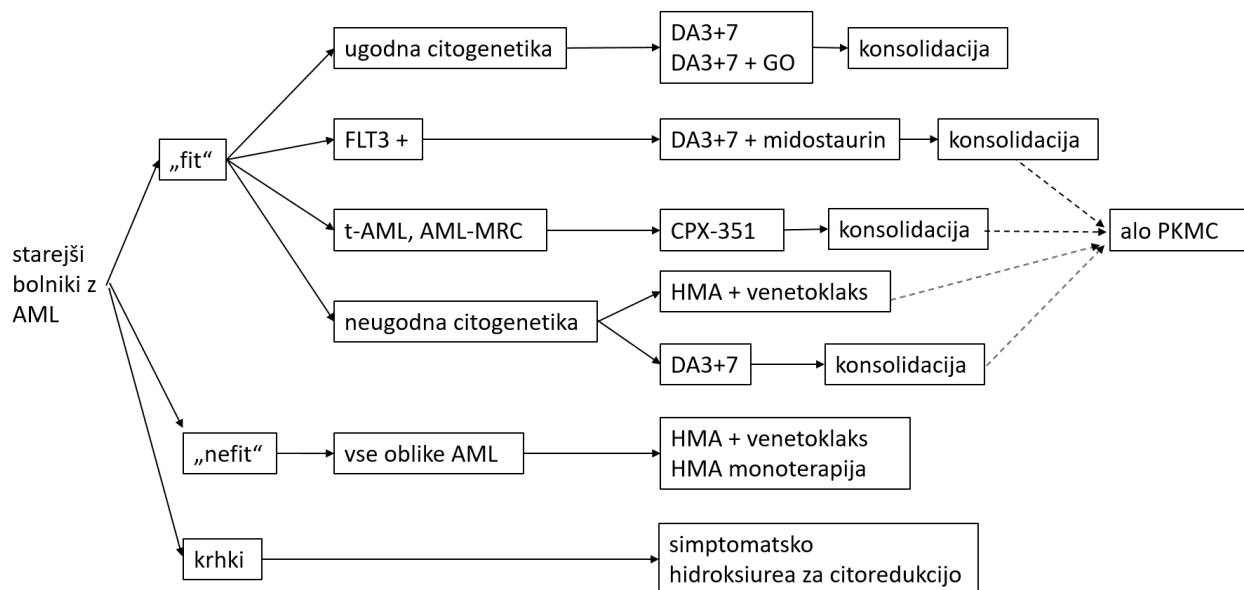 starejši
bolniki z
AML
„fit“
ugodna citogenetika
DA3+7
DA3+7 + GO
konsolidacija
FLT3 +
DA3+7 + midostaurin
konsolidacija
t-AML, AML-MRC
CPX-351
konsolidacija
alo PKMC
neugodna citogenetika
HMA + venetoklaks
DA3+7
konsolidacija
„nefit“
vse oblike AML
HMA + venetoklaks
HMA monoterapija
krhki
simptomatsko
hidroksiurea za citoredukcijo